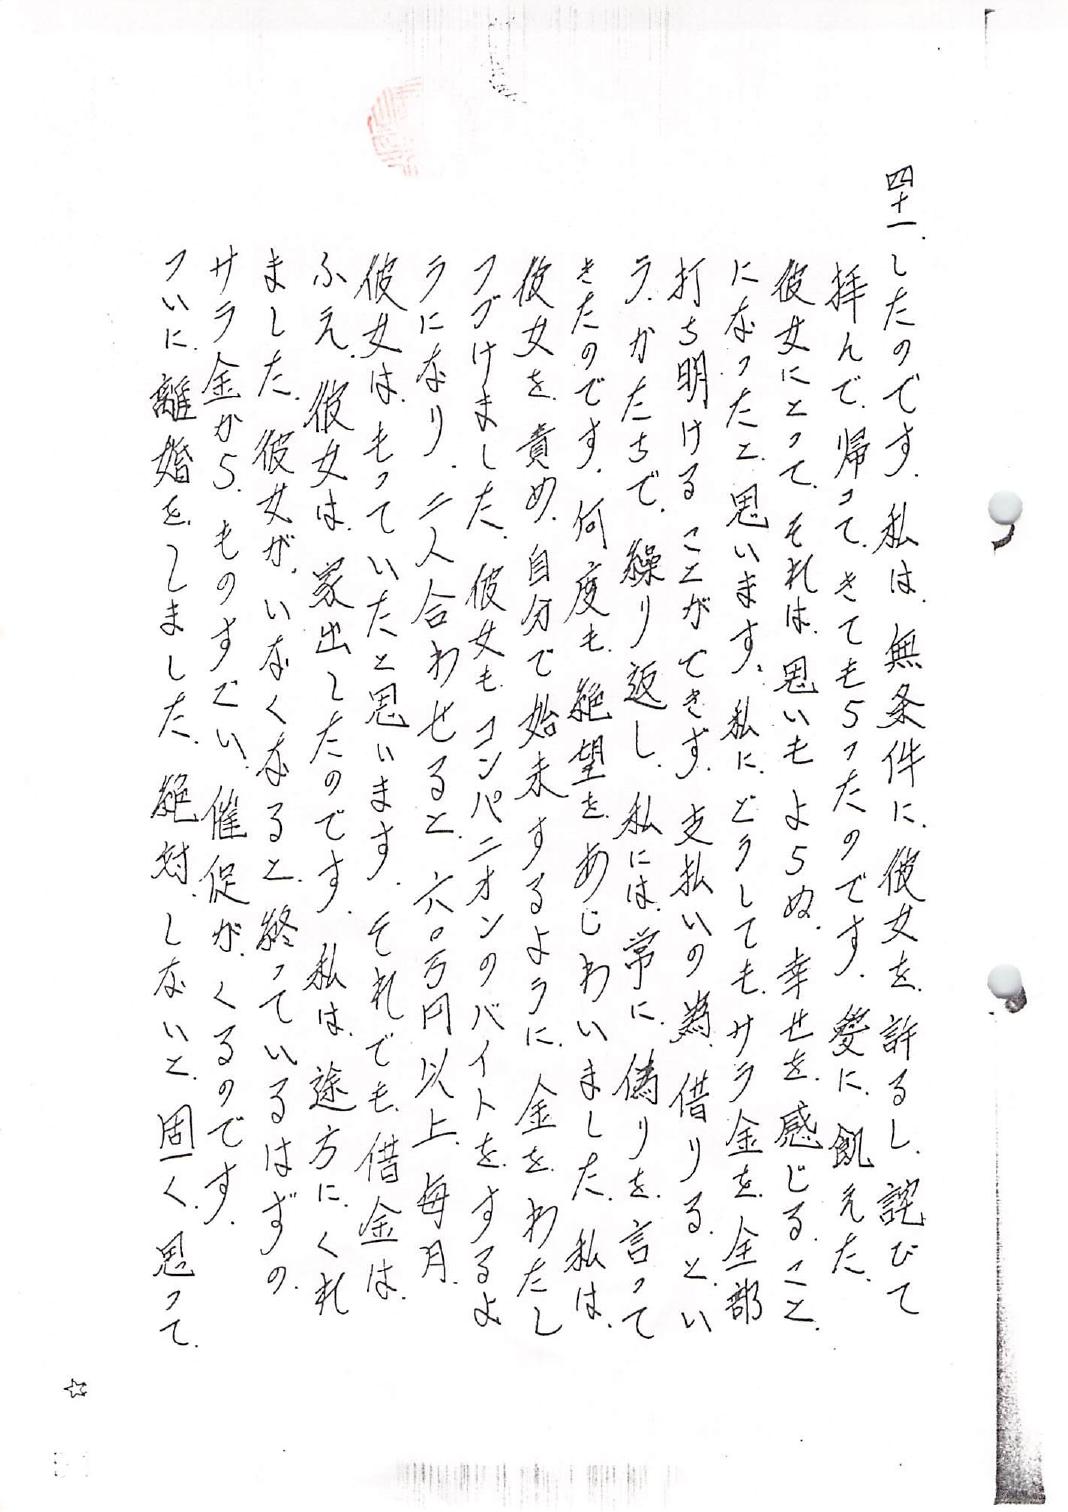 四十一、したのです。私は、無条件に、彼女を、許るし、詫びて
拝んで、帰って、きてもらったのです。愛に、飢えた、
彼女にとって、それは、思いも よらぬ、幸せを、感じる、こと、
になったと、思います。私に、どうしても、サラ金を、全部
打ち明ける ことができず、支払いの 為、借りる、とい
う、かたちで、繰り返し、私には、常に、偽りを、言って
きたのです。何度も、絶望を、あじわいました、私は、
彼女を、責め、自分で始末するように、金を、わたし
つづけました、彼女も、コンパニオンのバイトを、するよ
うになり、二人合わせると、六〇万円以上、毎月、
彼女は、もっていたと思います。それでも、借金は、
ふえ、彼女は、家出したのです。私は、途方に、くれ
ました、彼女が、いなくなると、終っているはずの、
サラ金から、ものすごい、催促が、くるのです。
ついに、離婚を、しました、絶対、しないと、固く、思って、
☆